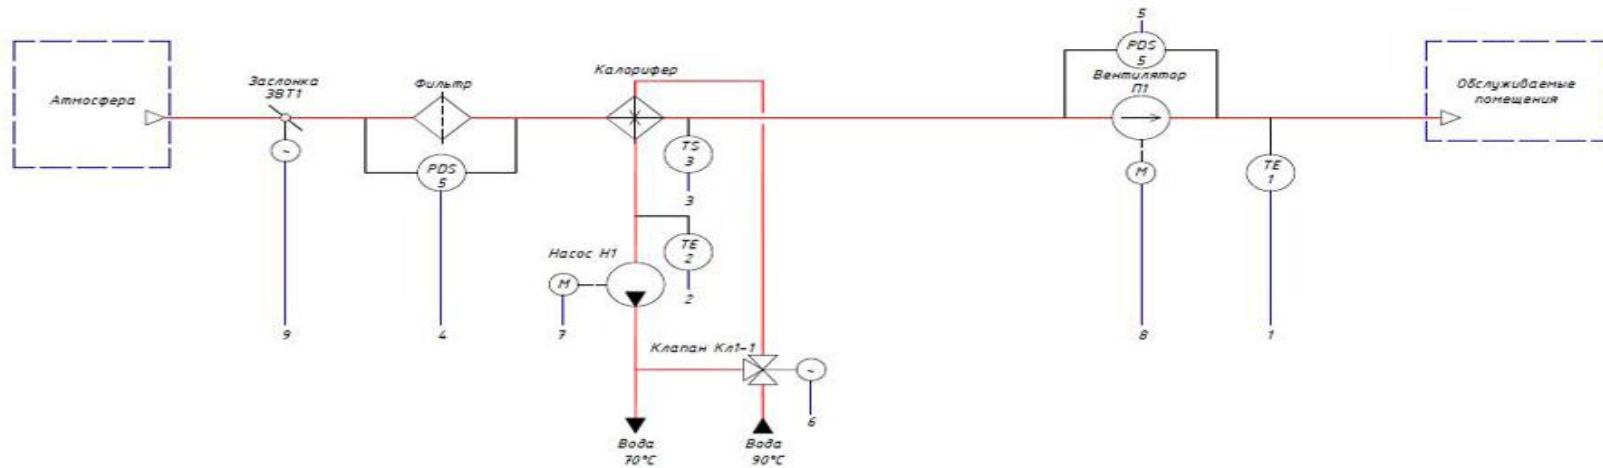 5
PDS
5
Вентилятор
П1
Калорифер
Заслонка
ЗВТ1
Фильтр
Атмосфера
Обслуживаемые
помещения
~
PDS
5
TS
3
M
TE
1
3
Насос Н1
TE
2
M
2
9
4
7
8
1
Клапан Кл1-1
~
6
Вода
70°С
Вода
90°С